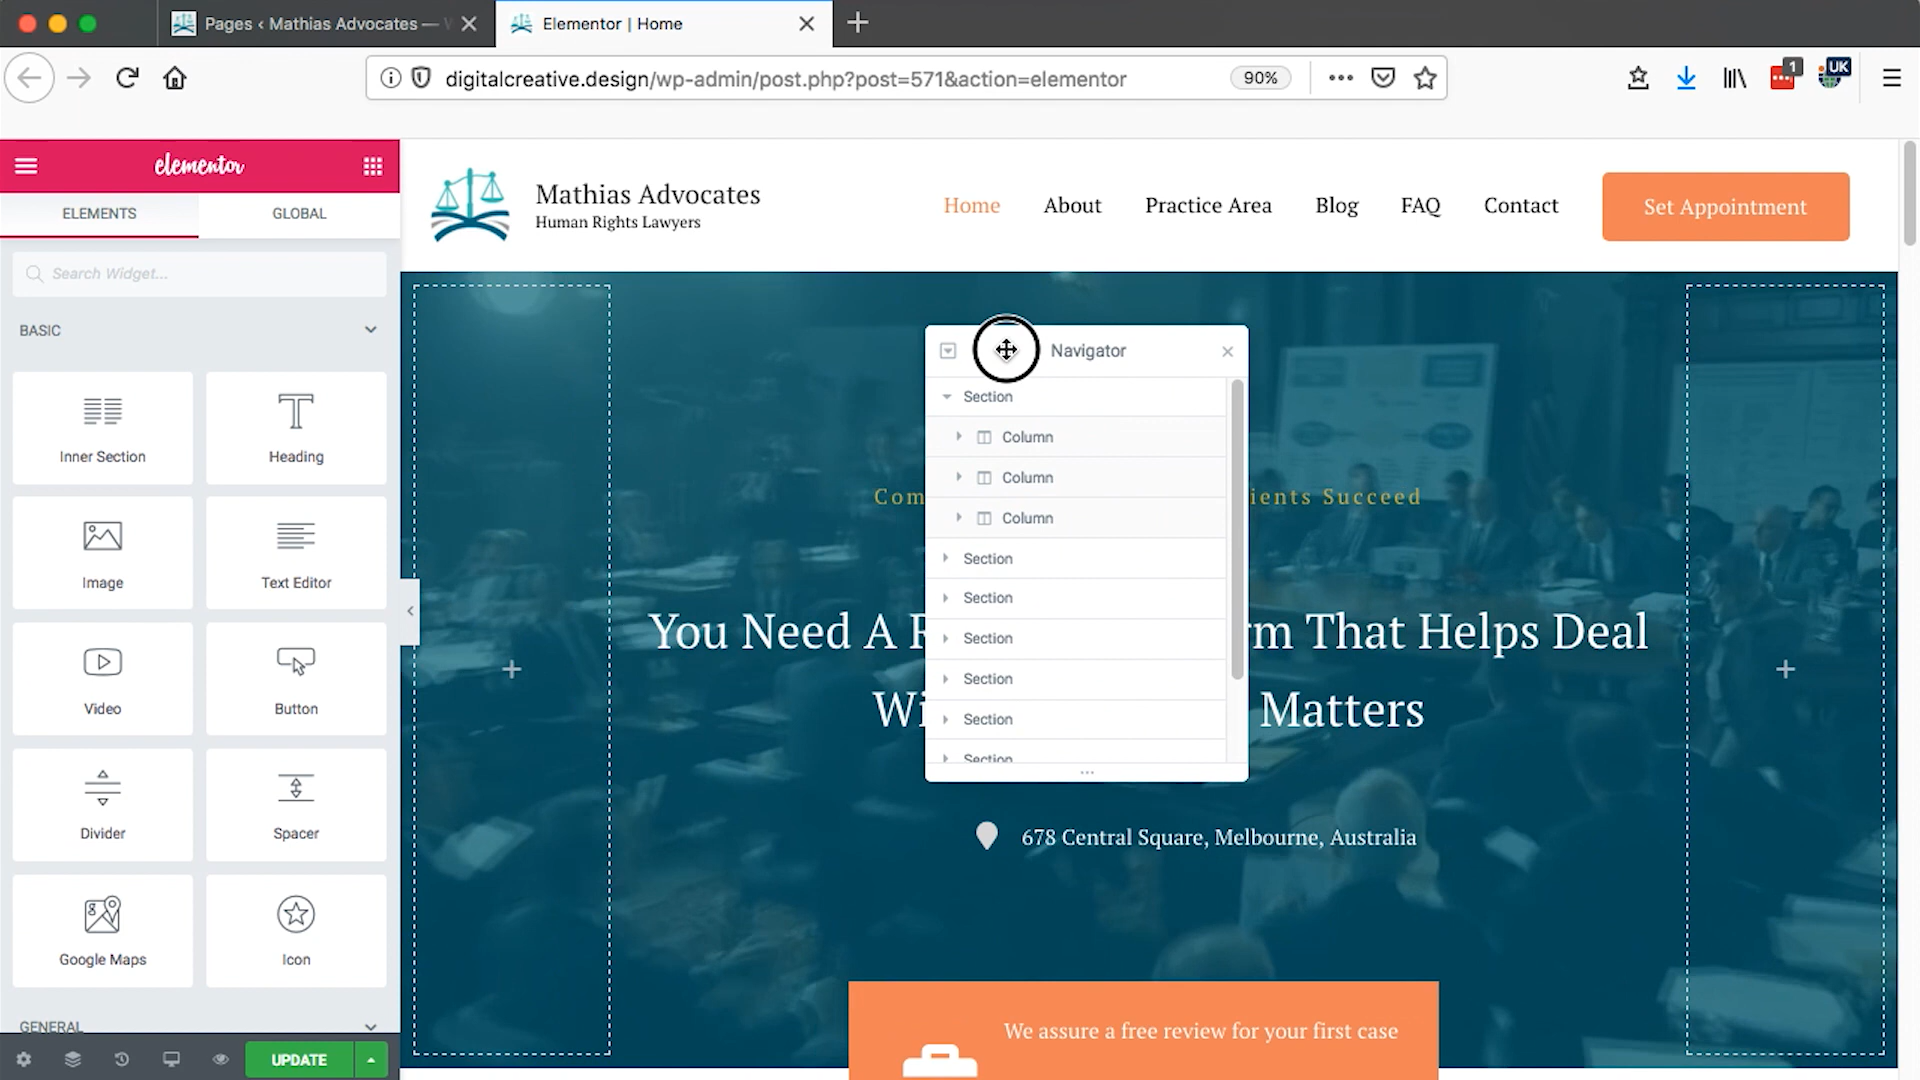 Pages ‹ Mathias Advocates —
Elementor | Home
digitalcreative.design/wp-admin/post.php?post=571&action=elementor
90%
1
UK
elementor
ELEMENTS
GLOBAL
Search Widget...
BASIC
Inner Section
Heading
Image
Text Editor
Video
Button
Divider
Spacer
Google Maps
Icon
GENERAL
UPDATE
Mathias Advocates
Human Rights Lawyers
Home
About
Practice Area
Blog
FAQ
Contact
Set Appointment
Navigator
Section
Column
Column
Column
Section
Section
Section
Section
Section
Section
Succeed
You Need A That Helps Deal
Matters
678 Central Square, Melbourne, Australia
We assure a free review for your first case